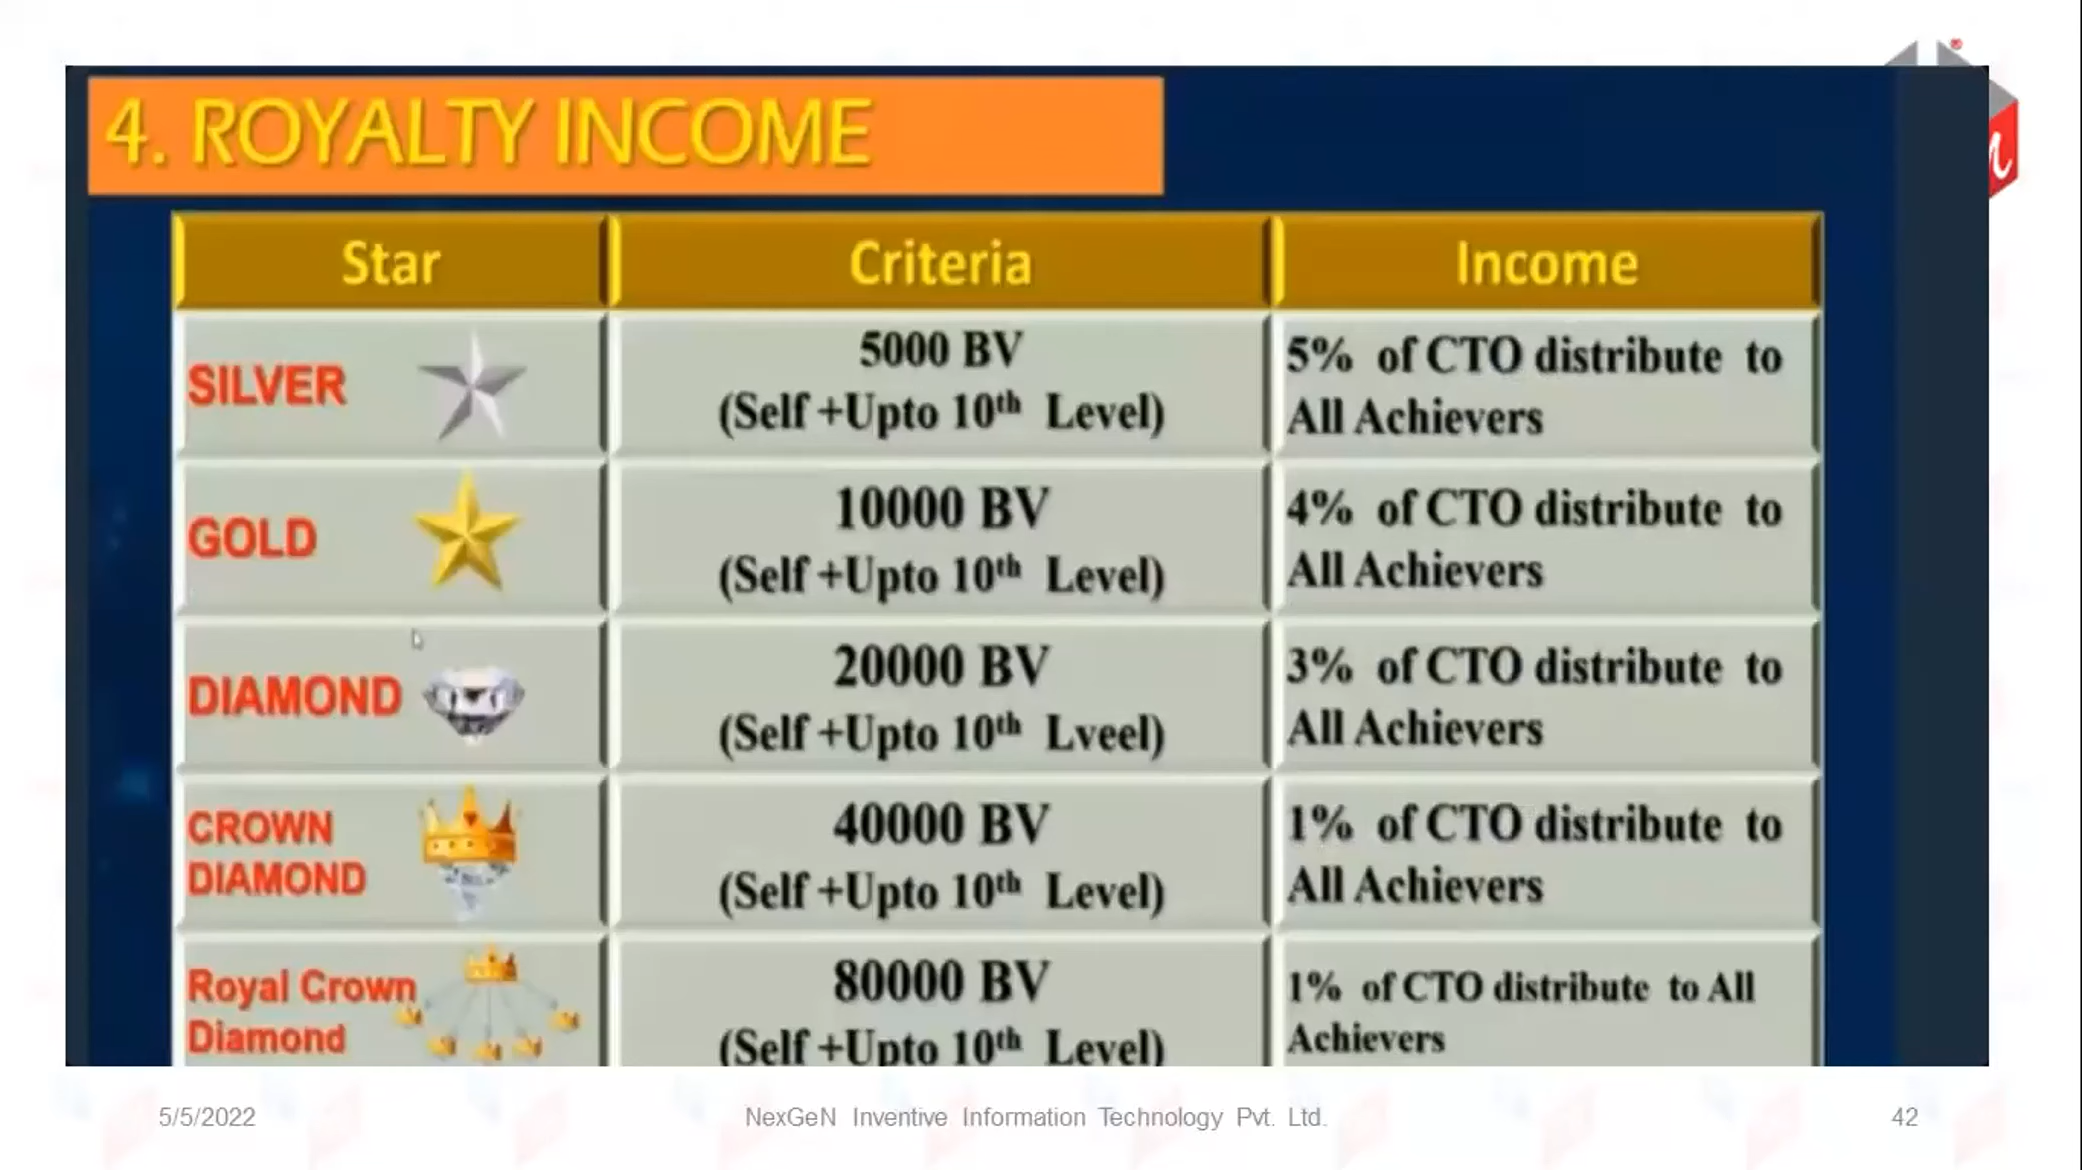 4. ROYALTY INCOME
Star Criteria Income
SILVER
5000 BV
(Self +Upto 10th Level)
5% of CTO distribute to
All Achievers
GOLD
10000 BV
(Self +Upto 10th Level)
4% of CTO distribute to
All Achievers
DIAMOND
20000 BV
(Self +Upto 10th Lveel)
3% of CTO distribute to
All Achievers
CROWN
DIAMOND
40000 BV
(Self +Upto 10th Level)
1% of CTO distribute to
All Achievers
Royal Crown
Diamond
80000 BV
(Self +Upto 10th Level)
1% of CTO distribute to All
Achievers
5/5/2022
NexGeN Inventive Information Technology Pvt. Ltd.
42